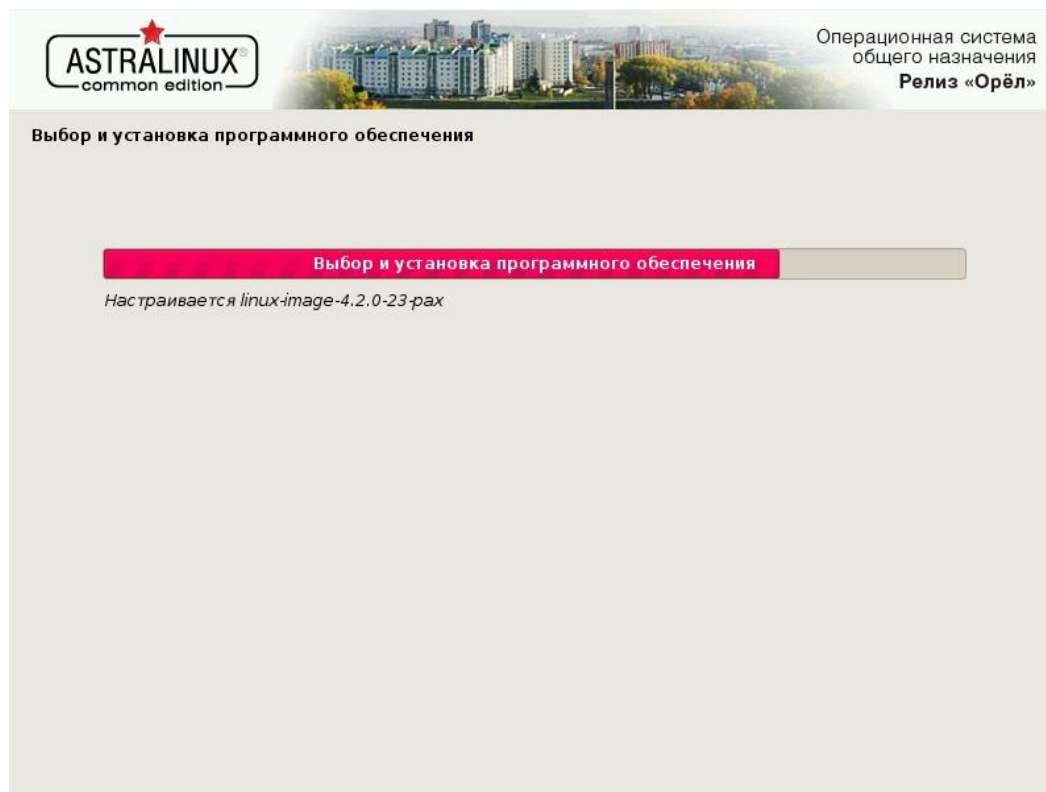 ASTRALINUX®
common edition
Операционная система
общего назначения
Релиз «Орёл»
Выбор и установка программного обеспечения
Выбор и установка программного обеспечения
Настраивается linux-image-4.2.0-23-pax